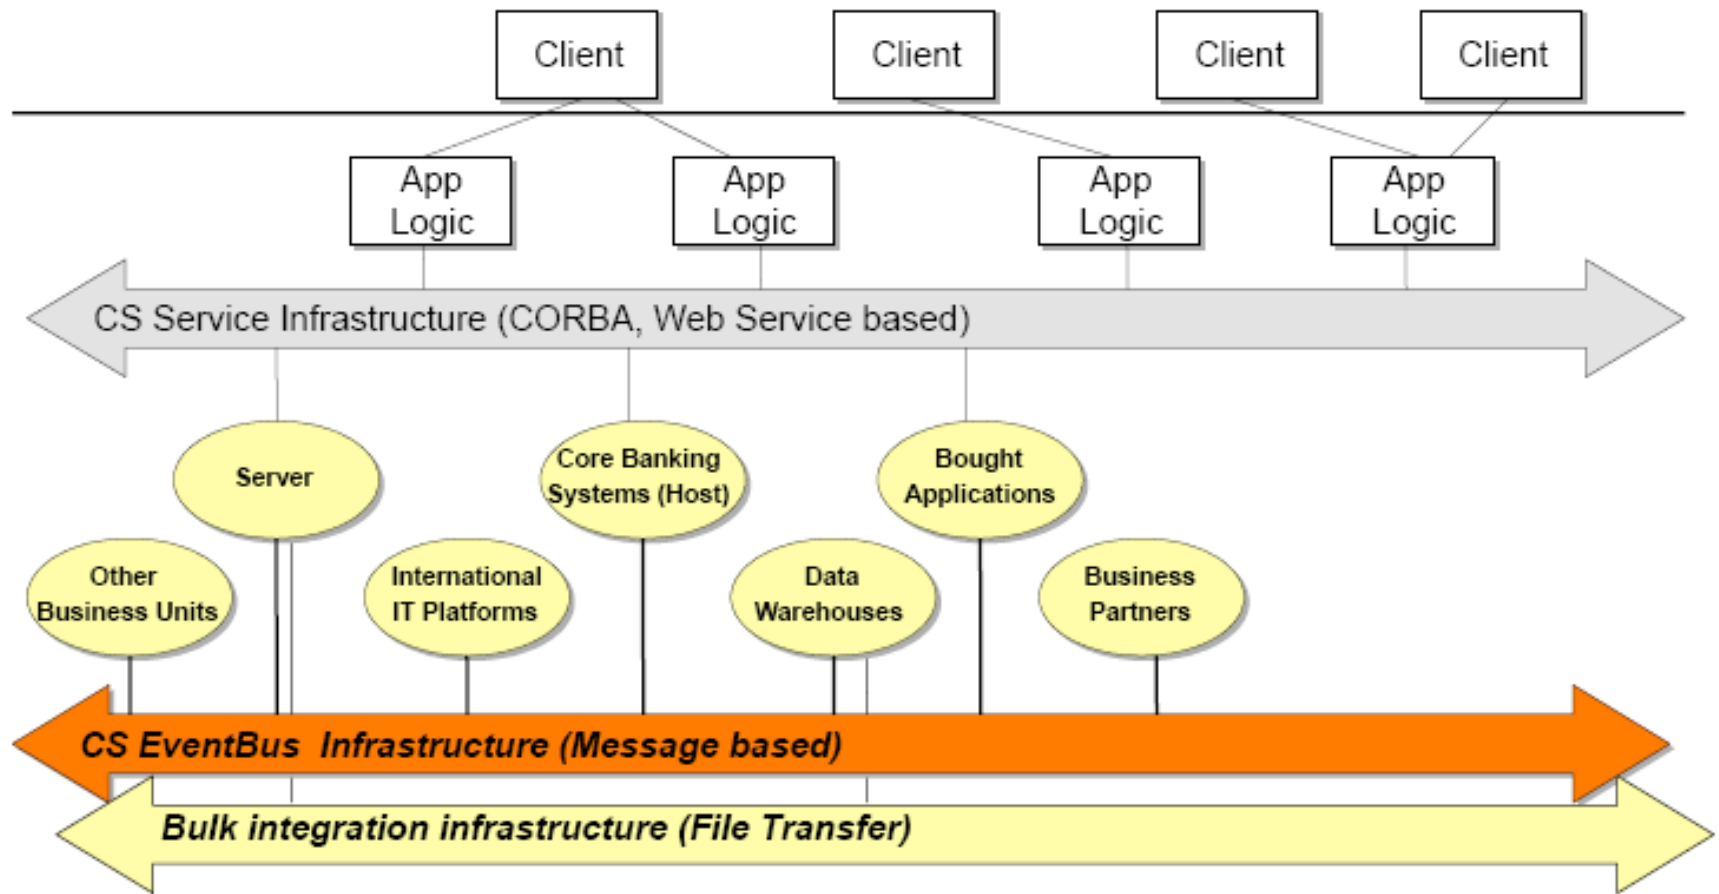 Client
Client
Client
Client
App
Logic
App
Logic
App
Logic
App
Logic
CS Service Infrastructure (CORBA, Web Service based)
Server
Core Banking
Systems (Host)
Bought
Applications
Other
Business Units
International
IT Platforms
Data
Warehouses
Business
Partners
CS EventBus Infrastructure (Message based)
Bulk integration infrastructure (File Transfer)